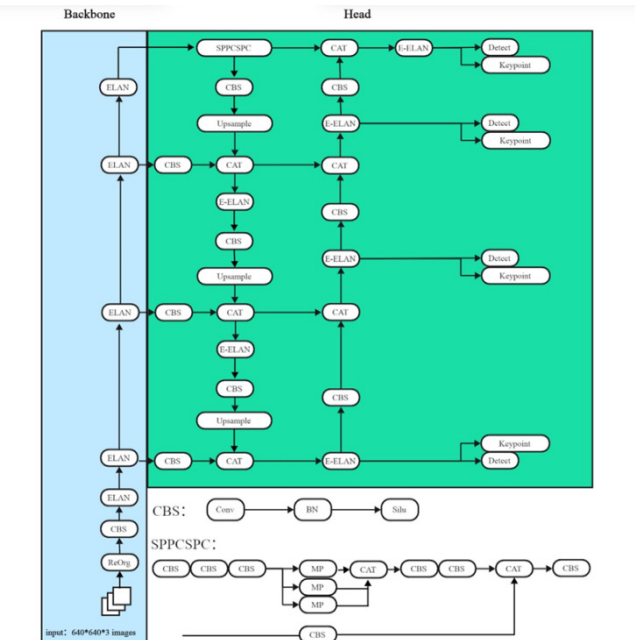 Backbone Head
SPPCSPC CAT E-ELAN Detect
Keypoint
ELAN CBS CBS
Upsample E-ELAN Detect
Keypoint
ELAN CBS CAT CAT
E-ELAN
CBS
CBS
E-ELAN Detect
Upsample Keypoint
ELAN CBS CAT CAT
E-ELAN
CBS
CBS
Upsample
Keypoint
ELAN CBS CAT E-ELAN Detect
ELAN
CBS: Conv BN Silu
CBS
SPPCSPC:
ReOrg
CBS CBS CBS MP CAT CBS CBS CAT CBS
MP
MP
input: 640*640*3 images
CBS